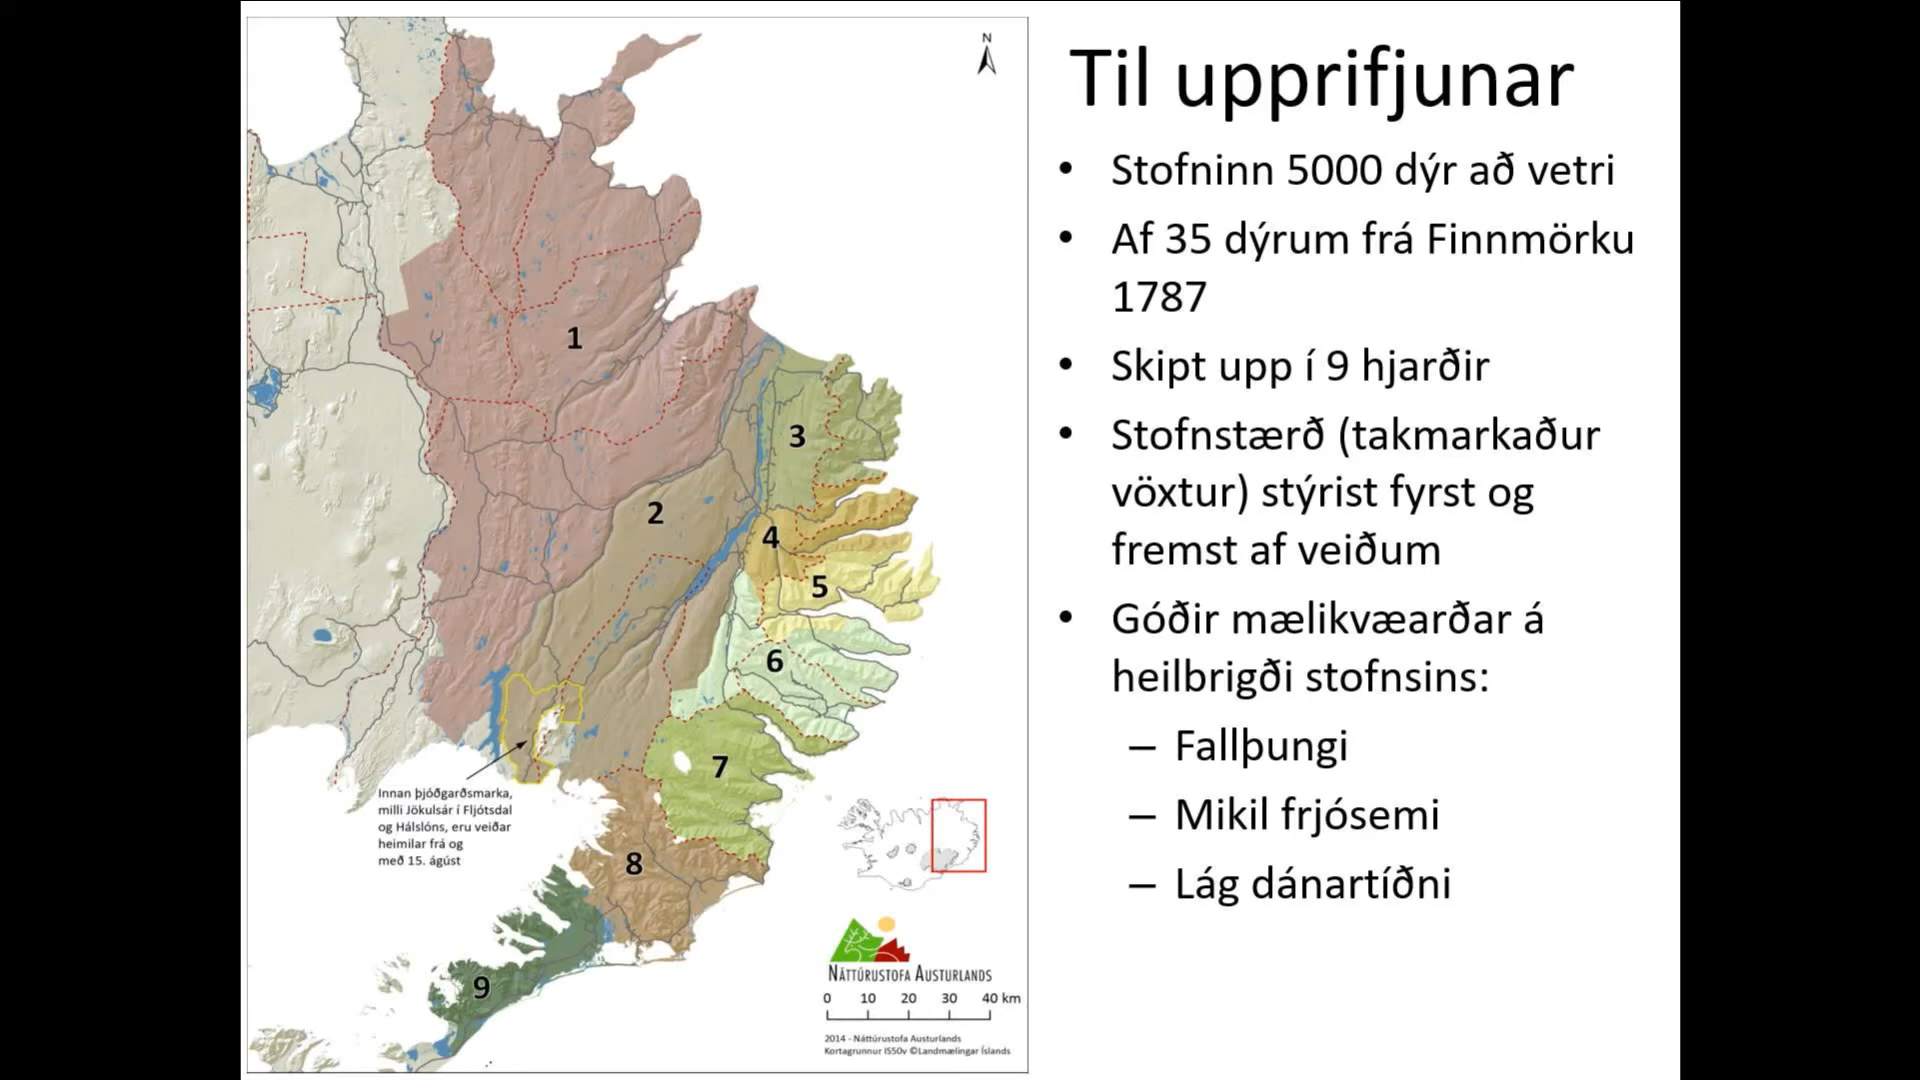 Til upprifjunar
• Stofninn 5000 dýr að vetri
• Af 35 dýrum frá Finnmörku
1787
• Skipt upp í 9 hjarðir
• Stofnstærð (takmarkaður
vöxtur) stýrist fyrst og
fremst af veiðum
• Góðir mælikvæarðar á
heilbrigði stofnsins:
– Fallþungi
– Mikil frjósemi
– Lág dánartíðni
N
1
2
3
4
5
6
7
8
9
Innan þjóðgarðsmarka,
milli Jökulsár í Fljótsdal
og Hálslóns, eru veiðar
heimilar frá og
með 15. ágúst
NÁTTÚRUSTOFA AUSTURLANDS
0 10 20 30 40 km
2014 - Náttúrustofa Austurlands
Kortagrunnur IS50v ©Landmælingar Íslands